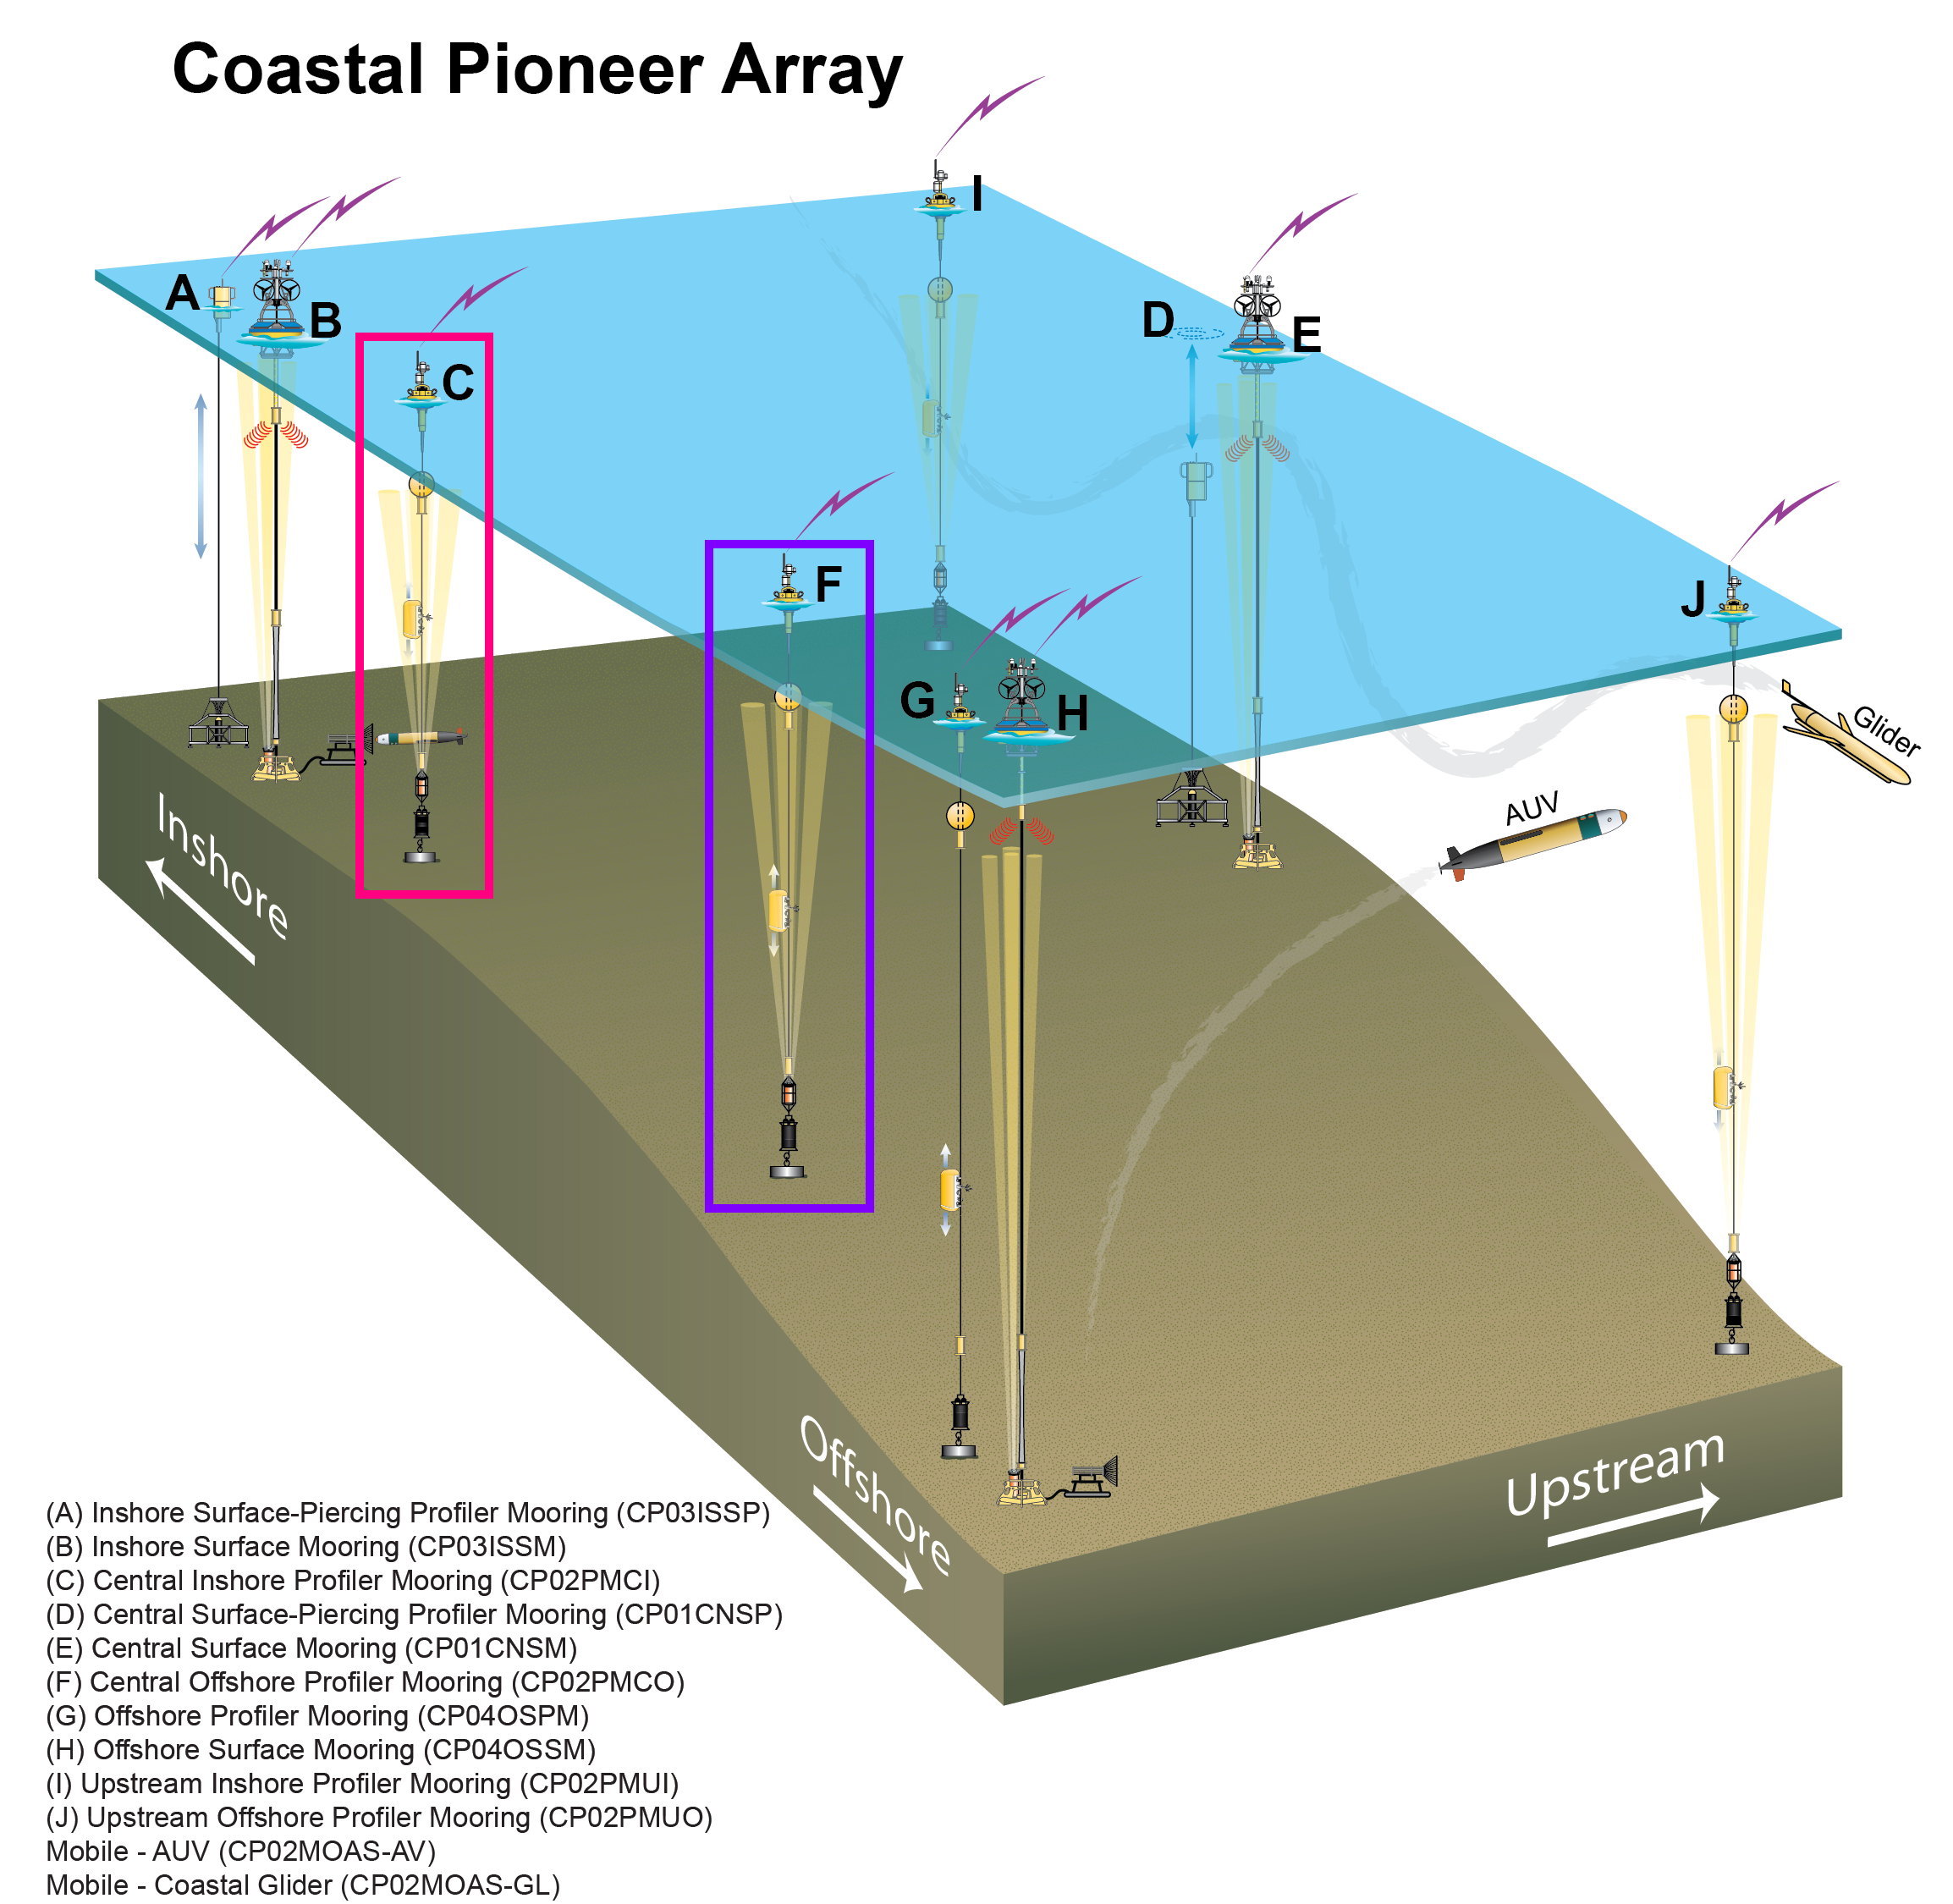 Coastal Pioneer Array
I
A
B
C
D
E
F
J
G
H
Glider
AUV
Inshore
Offshore
Upstream
(A) Inshore Surface-Piercing Profiler Mooring (CP03ISSP)
(B) Inshore Surface Mooring (CP03ISSM)
(C) Central Inshore Profiler Mooring (CP02PMCI)
(D) Central Surface-Piercing Profiler Mooring (CP01CNSP)
(E) Central Surface Mooring (CP01CNSM)
(F) Central Offshore Profiler Mooring (CP02PMCO)
(G) Offshore Profiler Mooring (CP04OSPM)
(H) Offshore Surface Mooring (CP04OSSM)
(I) Upstream Inshore Profiler Mooring (CP02PMUI)
(J) Upstream Offshore Profiler Mooring (CP02PMUO)
Mobile - AUV (CP02MOAS-AV)
Mobile - Coastal Glider (CP02MOAS-GL)